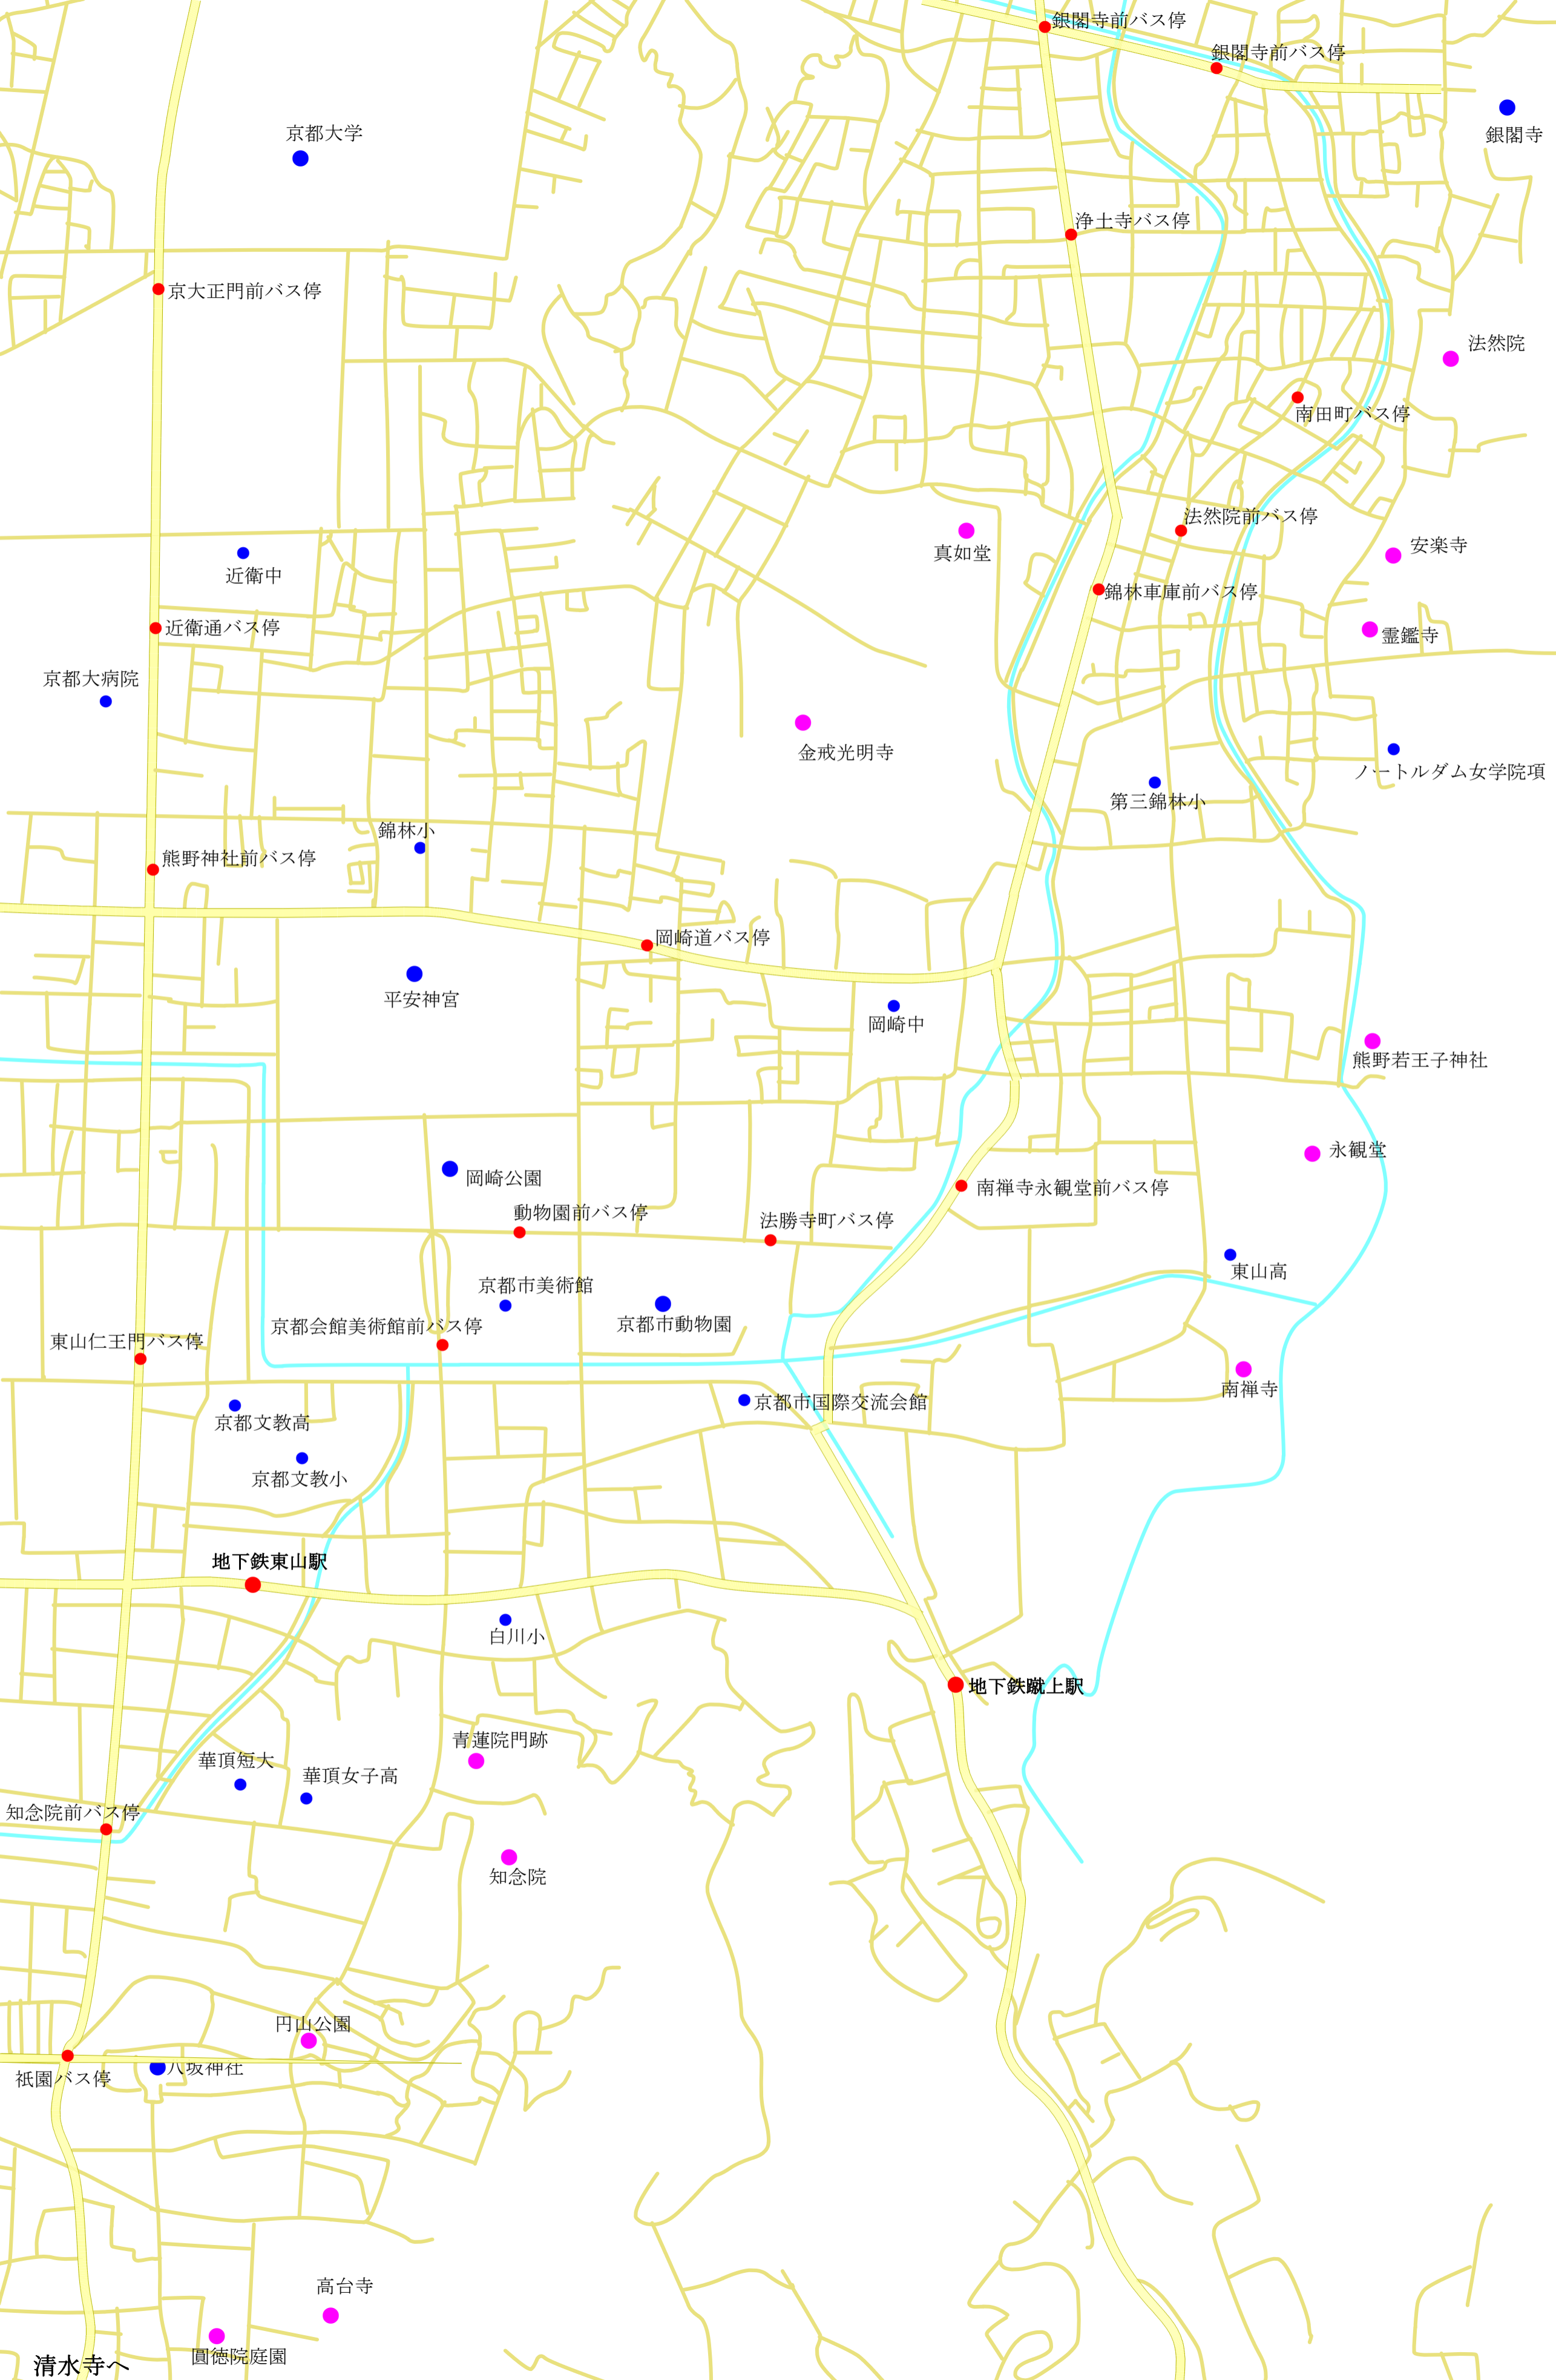 銀閣寺前バス停
銀閣寺前バス停
銀閣寺
京都大学
浄土寺バス停
京大正門前バス停
法然院
南田町バス停
法然院前バス停
真如堂
安楽寺
近衛中
錦林車庫前バス停
近衛通バス停
霊鑑寺
京都大病院
金戒光明寺
ノートルダム女学院項
第三錦林小
錦林小
熊野神社前バス停
岡崎道バス停
平安神宮
岡崎中
熊野若王子神社
永観堂
岡崎公園
南禅寺永観堂前バス停
動物園前バス停
法勝寺町バス停
東山高
京都市美術館
京都市動物園
京都会館美術館前バス停
東山仁王門バス停
南禅寺
京都市国際交流会館
京都文教高
京都文教小
地下鉄東山駅
白川小
地下鉄蹴上駅
青蓮院門跡
華頂短大
華頂女子高
知念院前バス停
知念院
円山公園
八坂神社
祇園バス停
高台寺
圓徳院庭園
清水寺へ